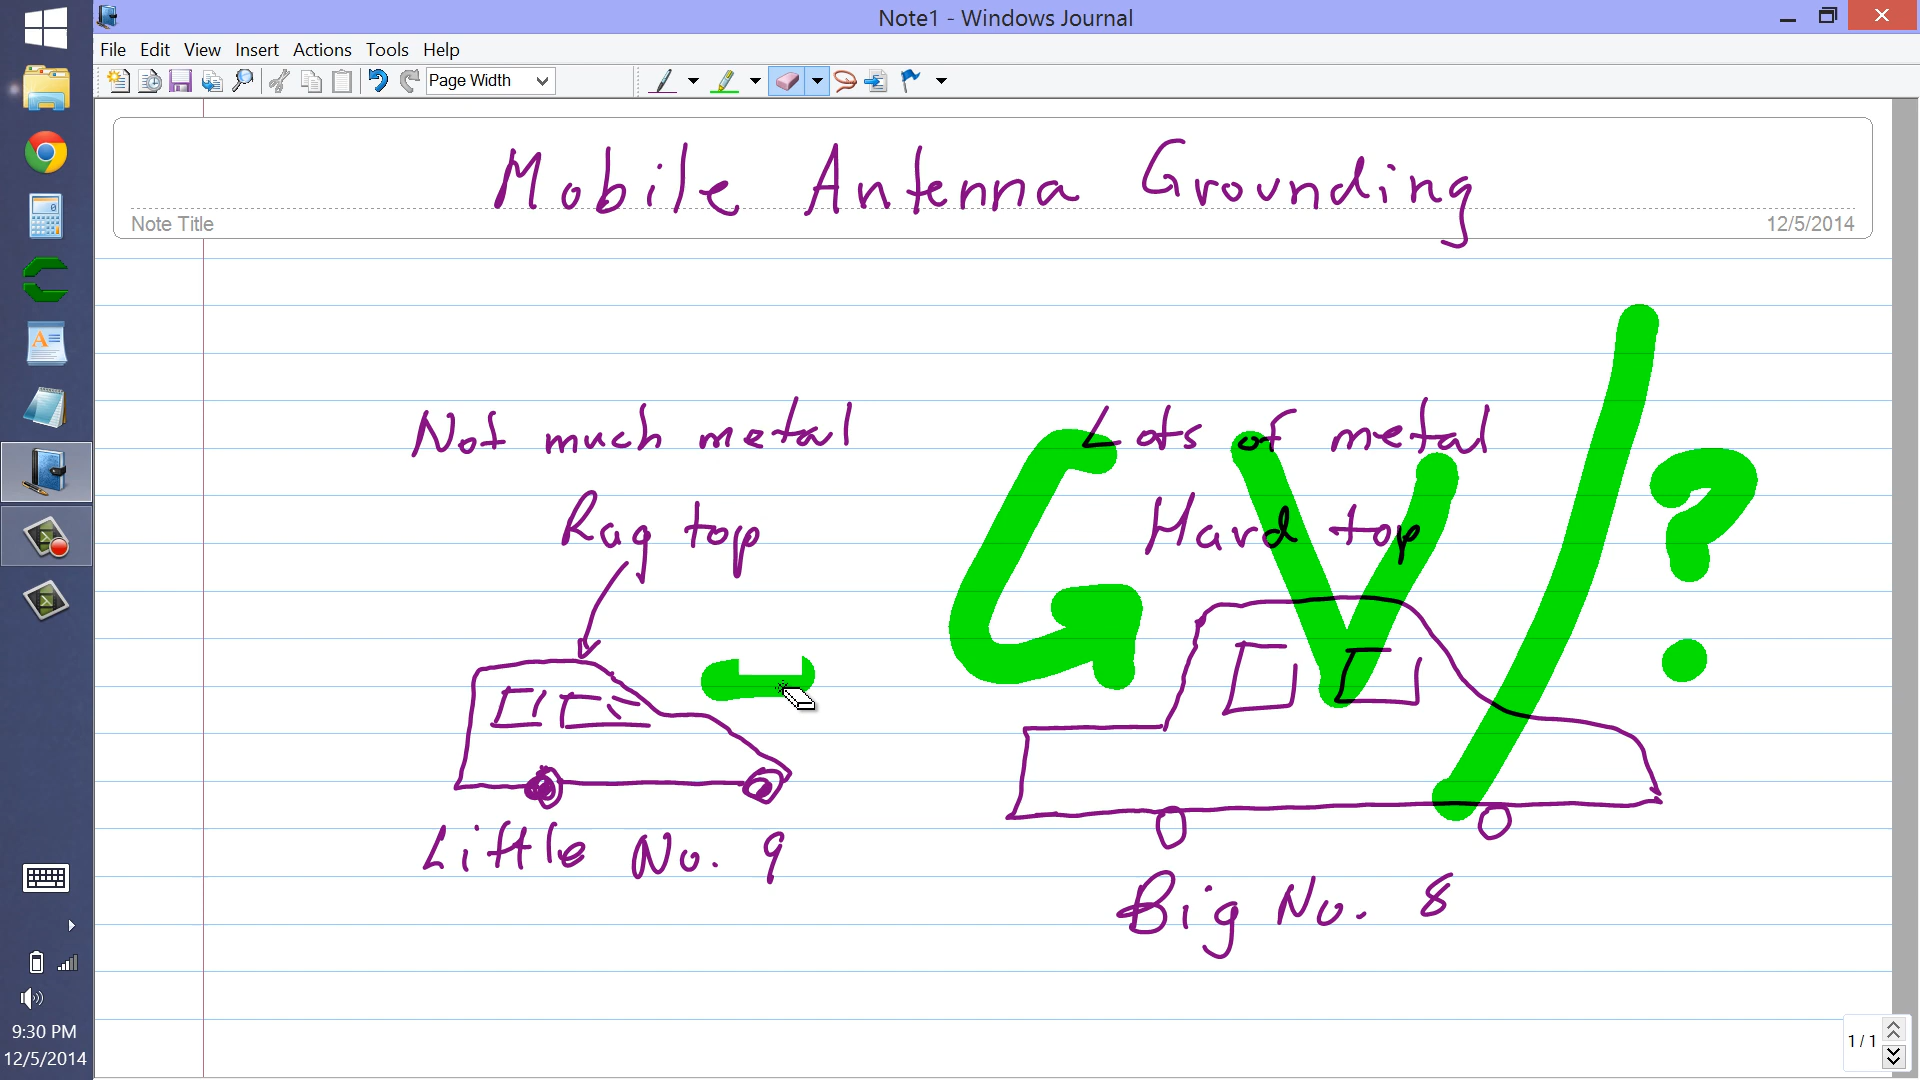 Note1 - Windows Journal
File Edit View Insert Actions Tools Help
Page Width
Mobile Antenna Grounding
Note Title
12/5/2014
Not much metal
Lots of metal
Rag top
Hard top
G V / ?
Little No. 9
Big No. 8
1 / 1
9:30 PM
12/5/2014